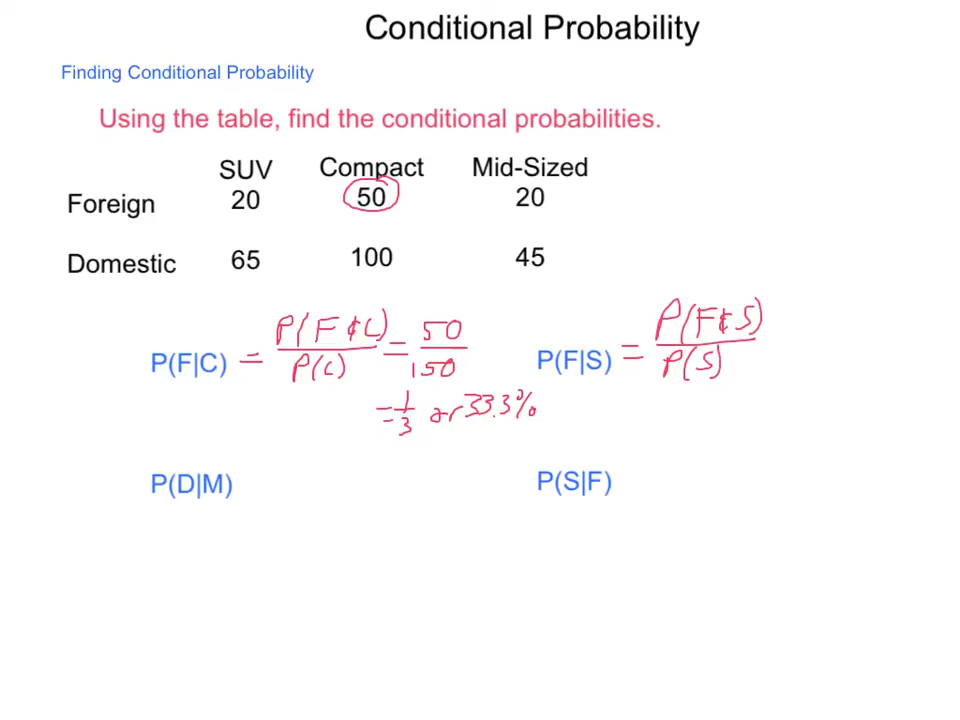 Conditional Probability
Finding Conditional Probability
Using the table, find the conditional probabilities.
SUV Compact Mid-Sized
Foreign 20 50 20
Domestic 65 100 45
P(F|C) = P(F & C) / P(C) = 50 / 150
= 1/3 or 33.3%
P(F|S) = P(F & S) / P(S)
P(D|M)
P(S|F)